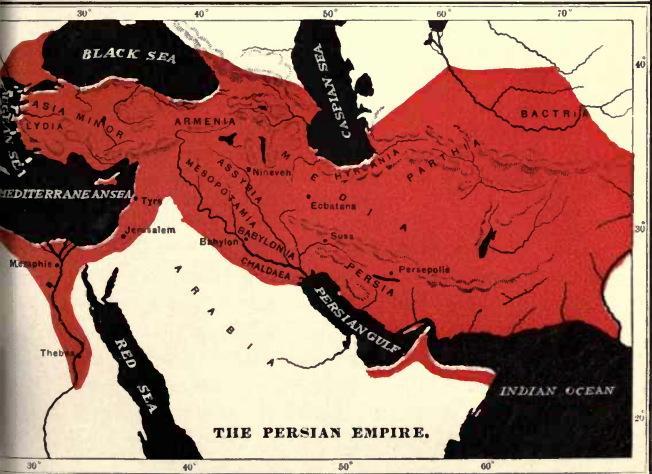 30° 40° 50° 60° 70°
40°
BLACK SEA
CASPIAN SEA
SEA
ASIA MINOR
LYDIA
ARMENIA
BACTRIA
PARTHIA
HYRCANIA
MEDIA
ASSYRIA
Nineveh
MESOPOTAMIA
MEDITERRANEAN SEA
Tyre
Ecbatana
30°
Jerusalem
Babylon
BABYLONIA
Susa
CHALDAEA
PERSIA
Persepolis
Memphis
ARABIA
PERSIAN GULF
Thebes
RED SEA
INDIAN OCEAN
20°
THE PERSIAN EMPIRE.
30° 40° 50° 60°